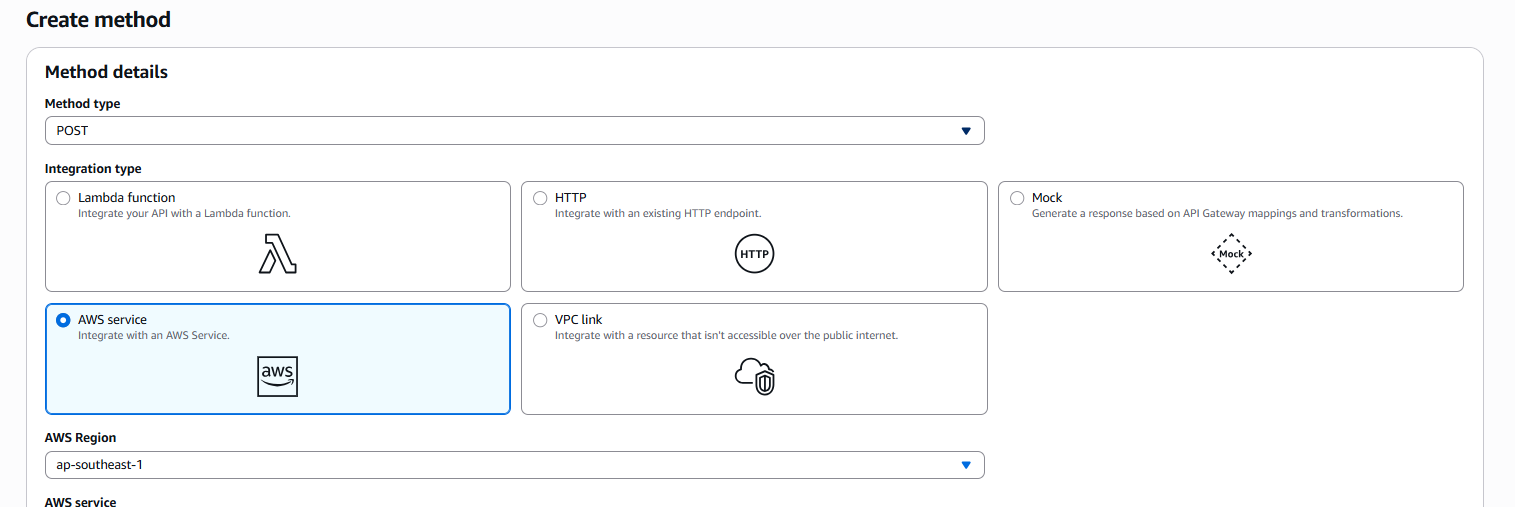 Create method
Method details
Method type
POST
Integration type
Lambda function
Integrate your API with a Lambda function.
HTTP
Integrate with an existing HTTP endpoint.
HTTP
Mock
Generate a response based on API Gateway mappings and transformations.
Mock
AWS service
Integrate with an AWS Service.
aws
VPC link
Integrate with a resource that isn't accessible over the public internet.
AWS Region
ap-southeast-1
AWS service